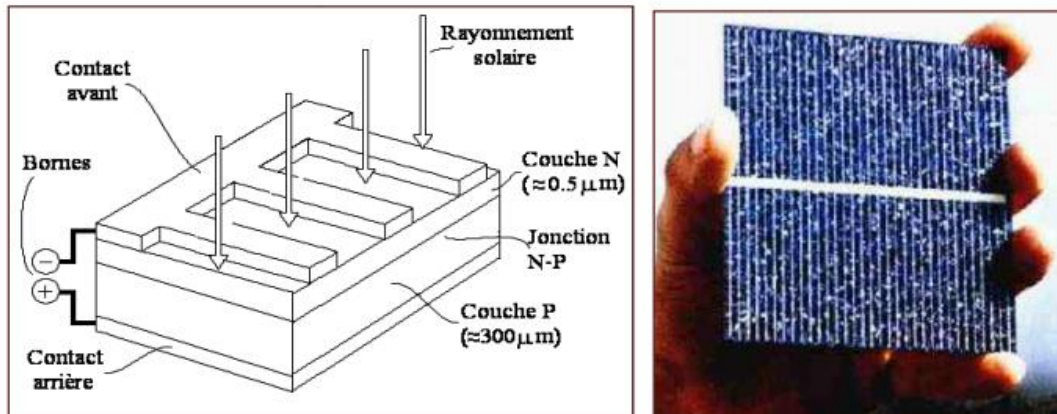 Rayonnement
solaire
Contact
avant
Bornes
Couche N
(≈0.5μm)
Jonction
N-P
−
+
Couche P
(≈300μm)
Contact
arrière